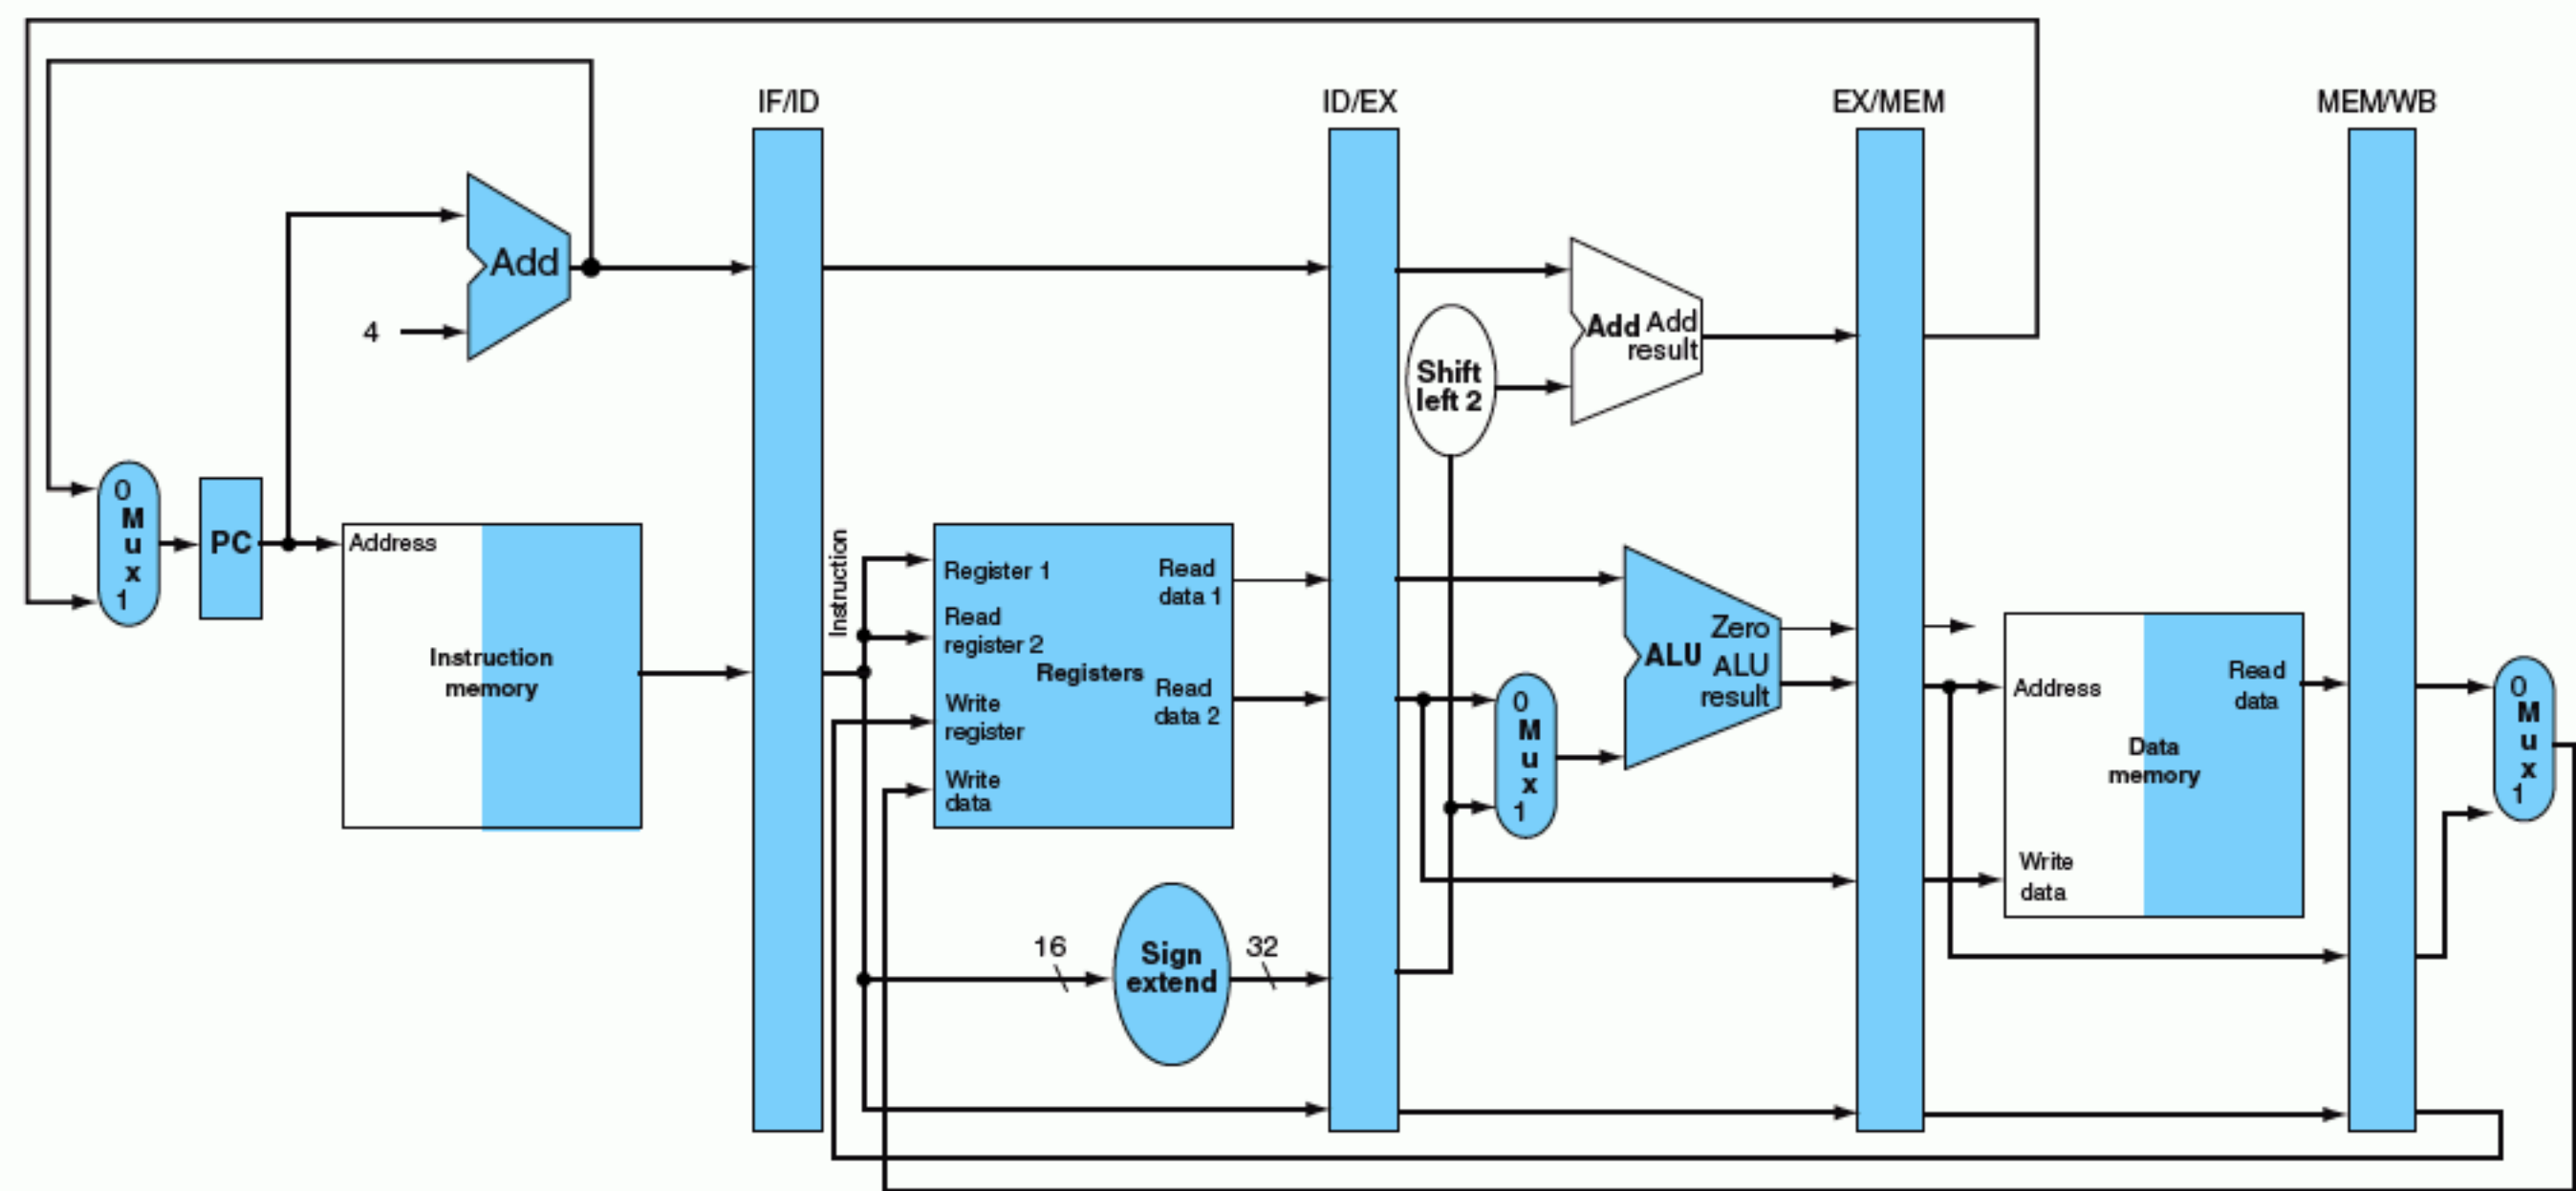 IF/ID
ID/EX
EX/MEM
MEM/WB
Add
4
Add Add
result
Shift
left 2
0
M
u
x
1
PC
Address
Instruction
memory
Instruction
Register 1
Read
register 2
Registers
Write
register
Write
data
Read
data 1
Read
data 2
16
Sign
extend
32
0
M
u
x
1
Zero
ALU
ALU
result
Address
Read
data
Data
memory
Write
data
0
M
u
x
1